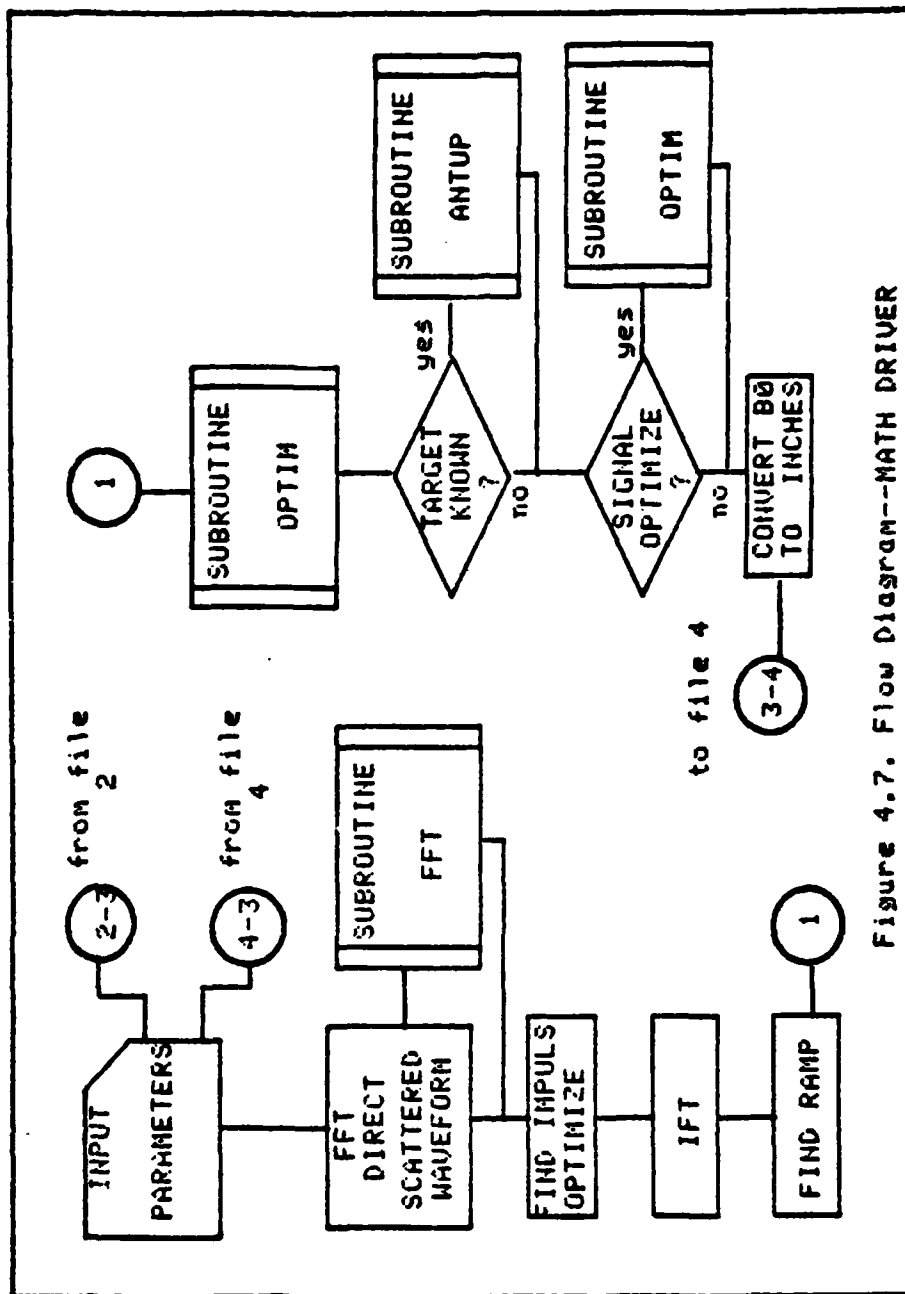 from file
2
2-3
from file
4
4-3
INPUT
PARAMETERS
FFT
DIRECT
SCATTERED
WAVEFORM
SUBROUTINE
FFT
FIND IMPULS
OPTIMIZE
IFT
FIND RAMP
1
1
SUBROUTINE
OPTIM
TARGET
KNOWN
?
yes
no
SUBROUTINE
ANTUP
SIGNAL
OPTIMIZE
?
yes
no
SUBROUTINE
OPTIM
CONVERT B0
TO INCHES
to file 4
3-4
Figure 4.7. Flow Diagram--MATH DRIVER